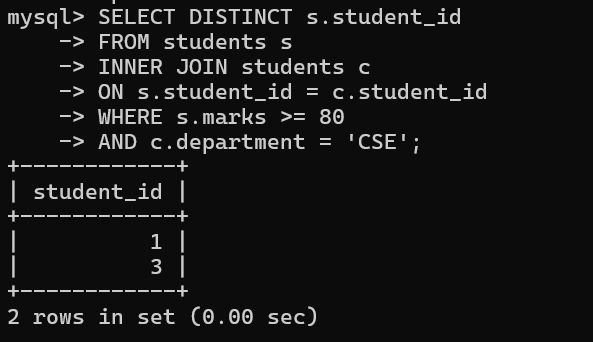 mysql> SELECT DISTINCT s.student_id
    -> FROM students s
    -> INNER JOIN students c
    -> ON s.student_id = c.student_id
    -> WHERE s.marks >= 80
    -> AND c.department = 'CSE';
+------------+
| student_id |
+------------+
|          1 |
|          3 |
+------------+
2 rows in set (0.00 sec)